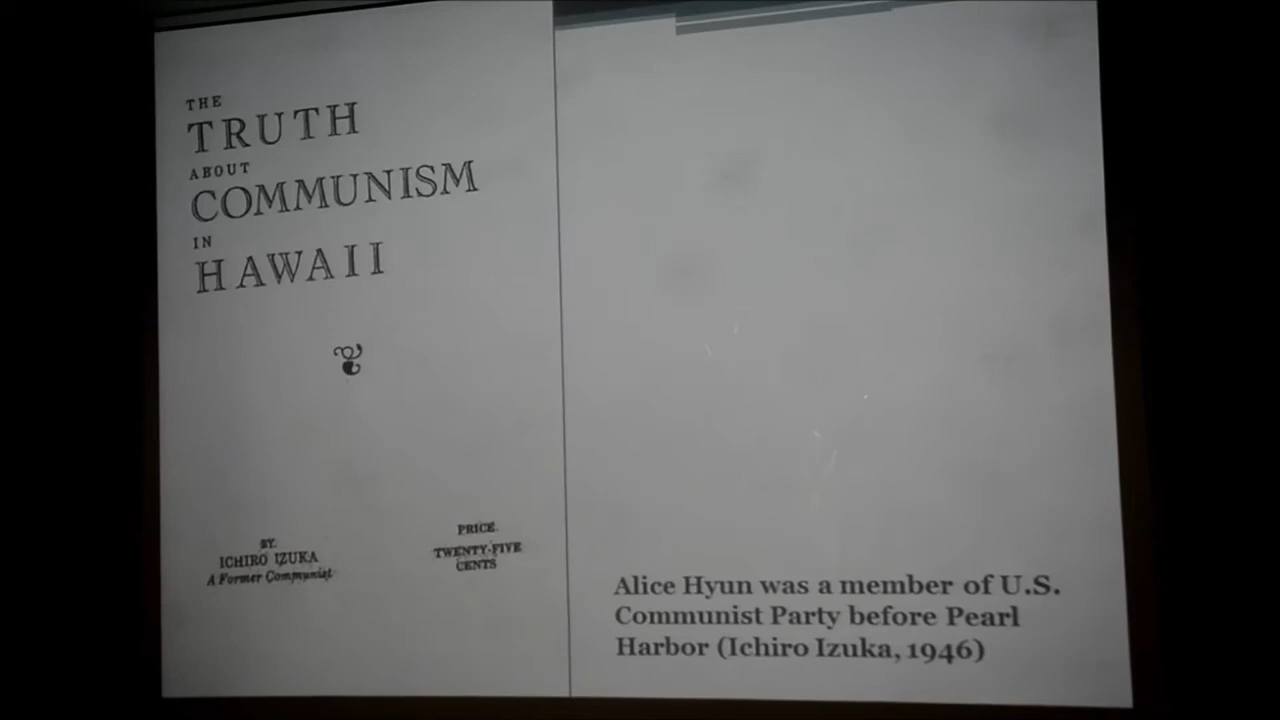 THE
TRUTH
ABOUT
COMMUNISM
IN
HAWAII
BY
ICHIRO IZUKA
A Former Communist
PRICE
TWENTY-FIVE
CENTS
Alice Hyun was a member of U.S.
Communist Party before Pearl
Harbor (Ichiro Izuka, 1946)